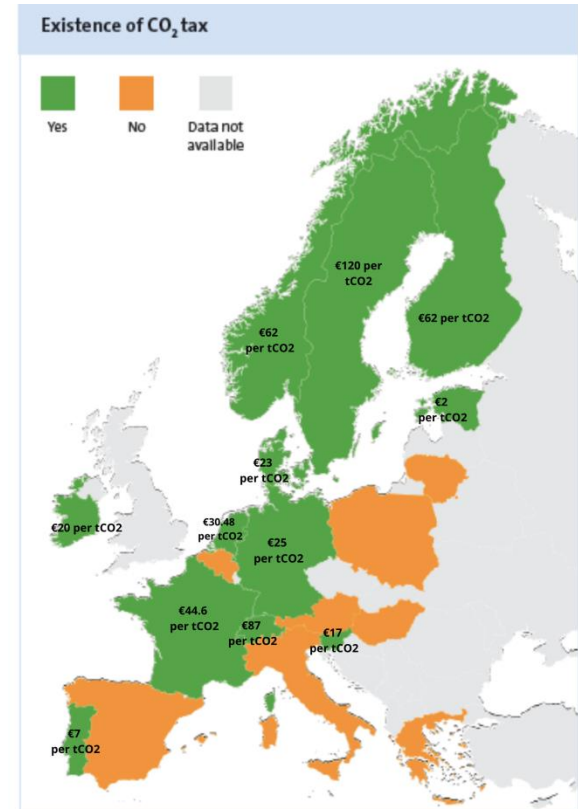 Existence of CO₂ tax
Yes
No
Data not
available
€120 per
tCO2
€62
per tCO2
€62 per tCO2
€2
per tCO2
€23
per tCO2
€20 per tCO2
€30.48
per tCO2
€25
per tCO2
€44.6
per tCO2
€87
per tCO2
€17
per tCO2
€7
per tCO2